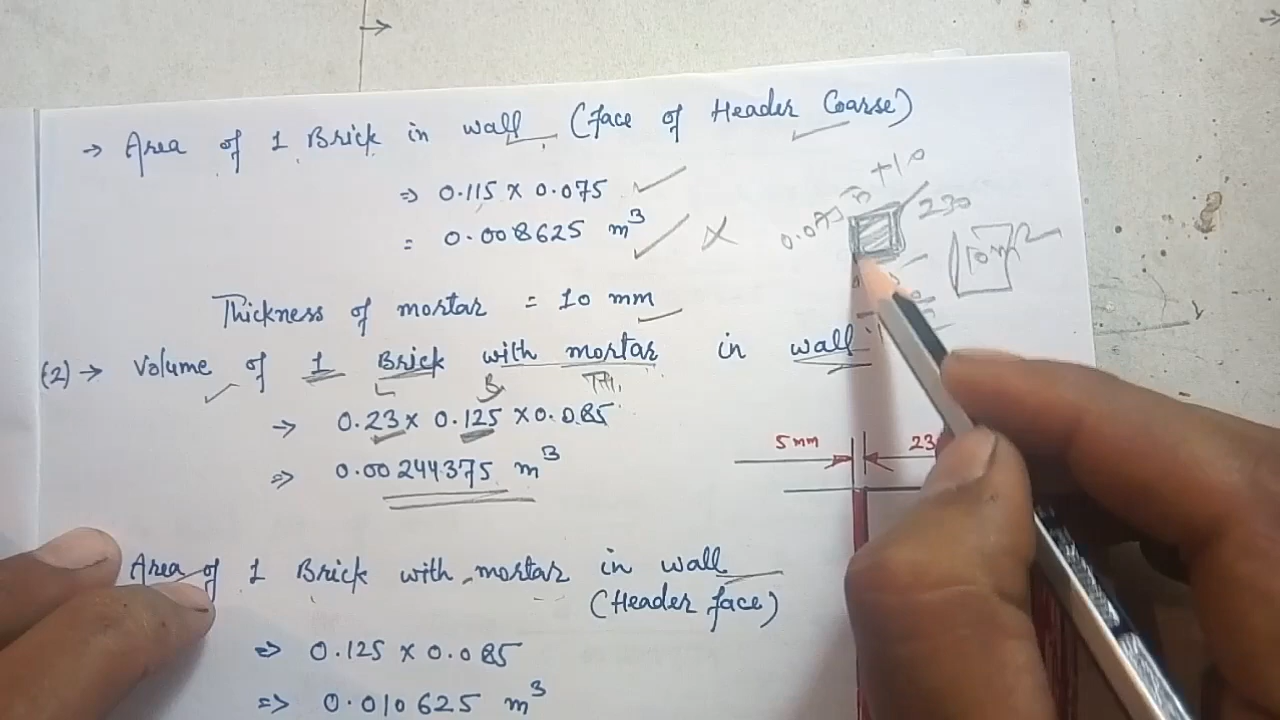 → Area of 1 Brick in wall (face of Header Coarse)
⇒ 0.115 × 0.075
= 0.008625 m³
0.075 +10
230
10m²
Thickness of mortar = 10 mm
(2) → Volume of 1 Brick with mortar in wall
L B TH.
→ 0.23 × 0.125 × 0.085
⇒ 0.00244375 m³
5mm 23
Area of 1 Brick with mortar in wall
(Header face)
⇒ 0.125 × 0.085
⇒ 0.010625 m³